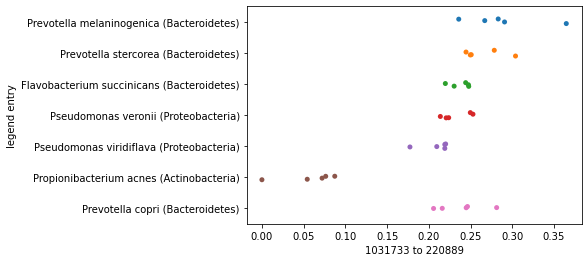 Prevotella melaninogenica (Bacteroidetes)
Prevotella stercorea (Bacteroidetes)
Flavobacterium succinicans (Bacteroidetes)
Pseudomonas veronii (Proteobacteria)
Pseudomonas viridiflava (Proteobacteria)
Propionibacterium acnes (Actinobacteria)
Prevotella copri (Bacteroidetes)
legend entry
0.00 0.05 0.10 0.15 0.20 0.25 0.30 0.35
1031733 to 220889